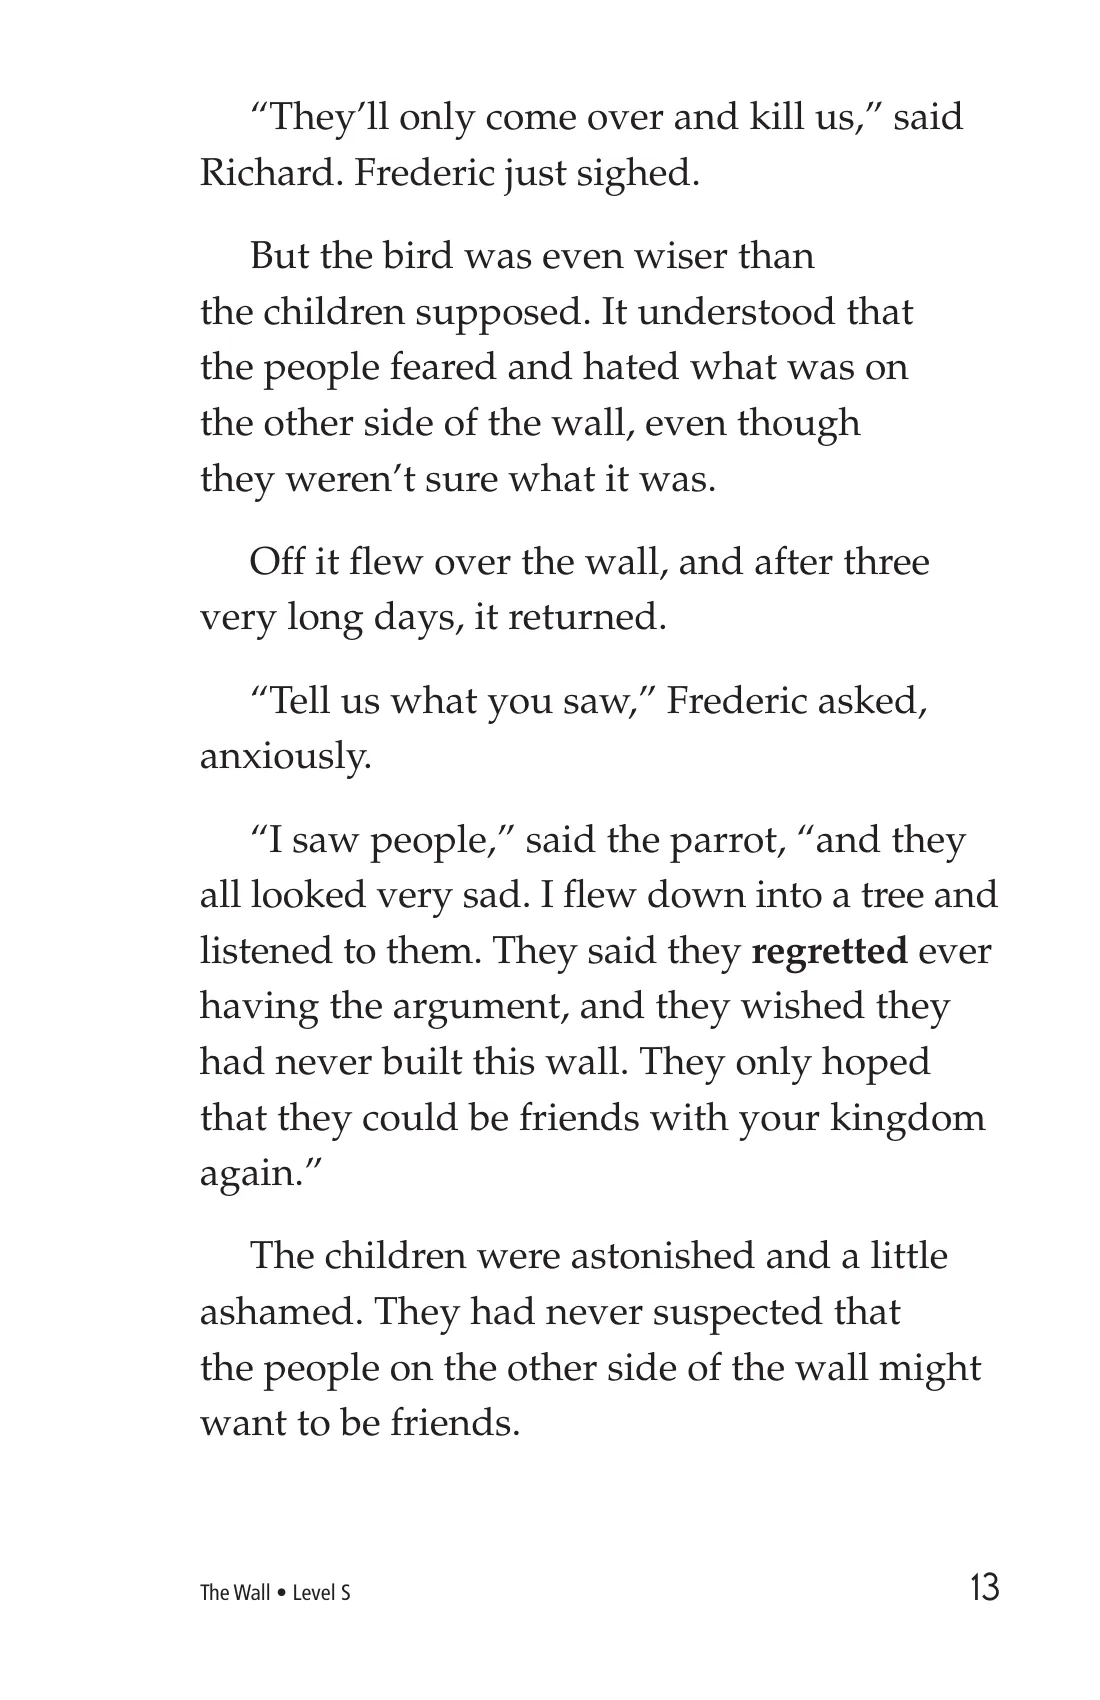 “They’ll only come over and kill us,” said
Richard. Frederic just sighed.
But the bird was even wiser than
the children supposed. It understood that
the people feared and hated what was on
the other side of the wall, even though
they weren’t sure what it was.
Off it flew over the wall, and after three
very long days, it returned.
“Tell us what you saw,” Frederic asked,
anxiously.
“I saw people,” said the parrot, “and they
all looked very sad. I flew down into a tree and
listened to them. They said they regretted ever
having the argument, and they wished they
had never built this wall. They only hoped
that they could be friends with your kingdom
again.”
The children were astonished and a little
ashamed. They had never suspected that
the people on the other side of the wall might
want to be friends.
The Wall • Level S
13